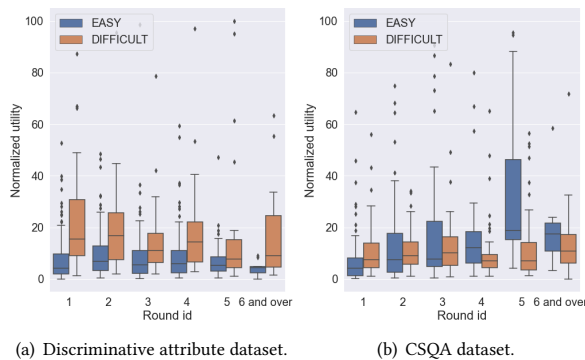 EASY
DIFFICULT
100
80
60
40
20
0
Normalized utility
1 2 3 4 5 6 and over
Round id
(a) Discriminative attribute dataset.
EASY
DIFFICULT
100
80
60
40
20
0
Normalized utility
1 2 3 4 5 6 and over
Round id
(b) CSQA dataset.